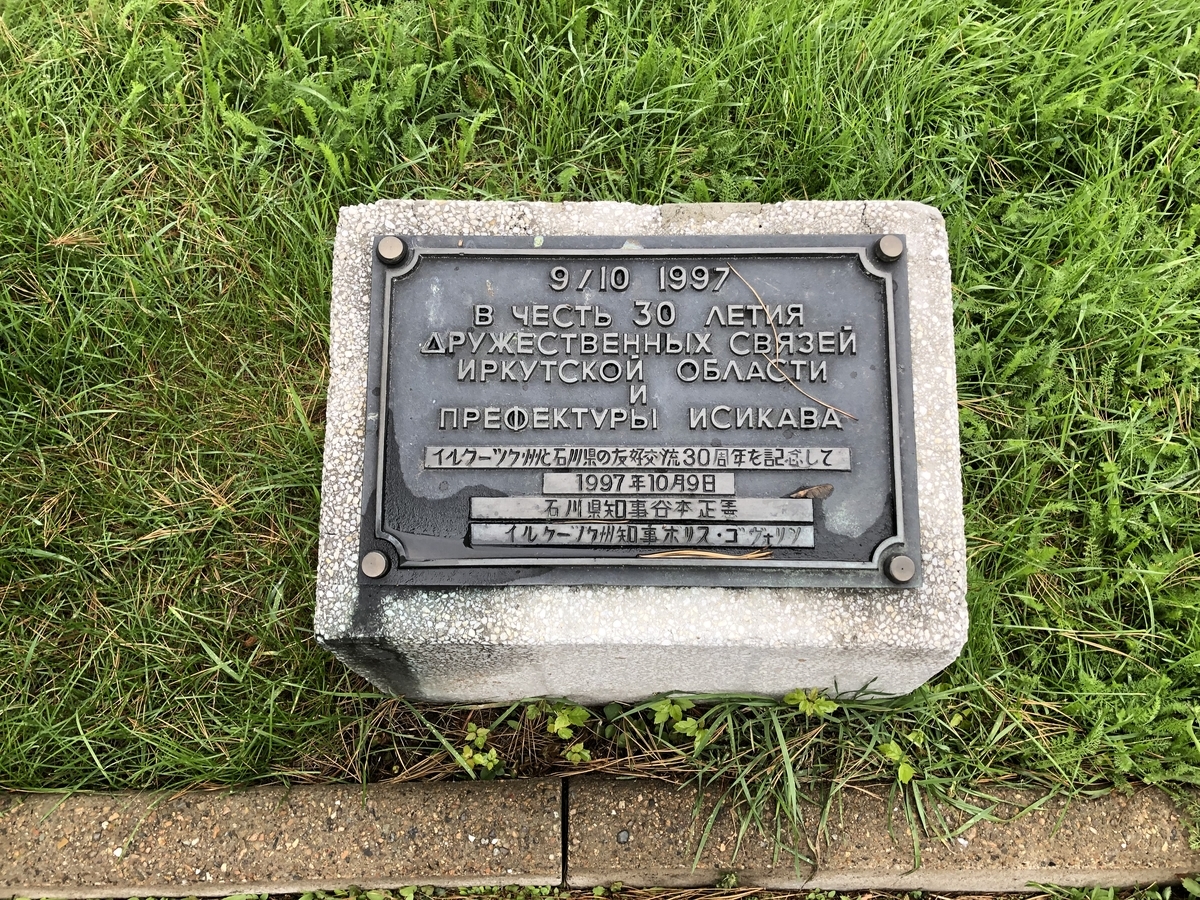 9/10 1997
В ЧЕСТЬ 30 ЛЕТИЯ
ДРУЖЕСТВЕННЫХ СВЯЗЕЙ
ИРКУТСКОЙ ОБЛАСТИ
И
ПРЕФЕКТУРЫ ИСИКАВА
イルクーツク州と石川県の友好交流30周年を記念して
1997年10月9日
石川県知事谷本正憲
イルクーツク州知事ホリス・ゴヴォリン